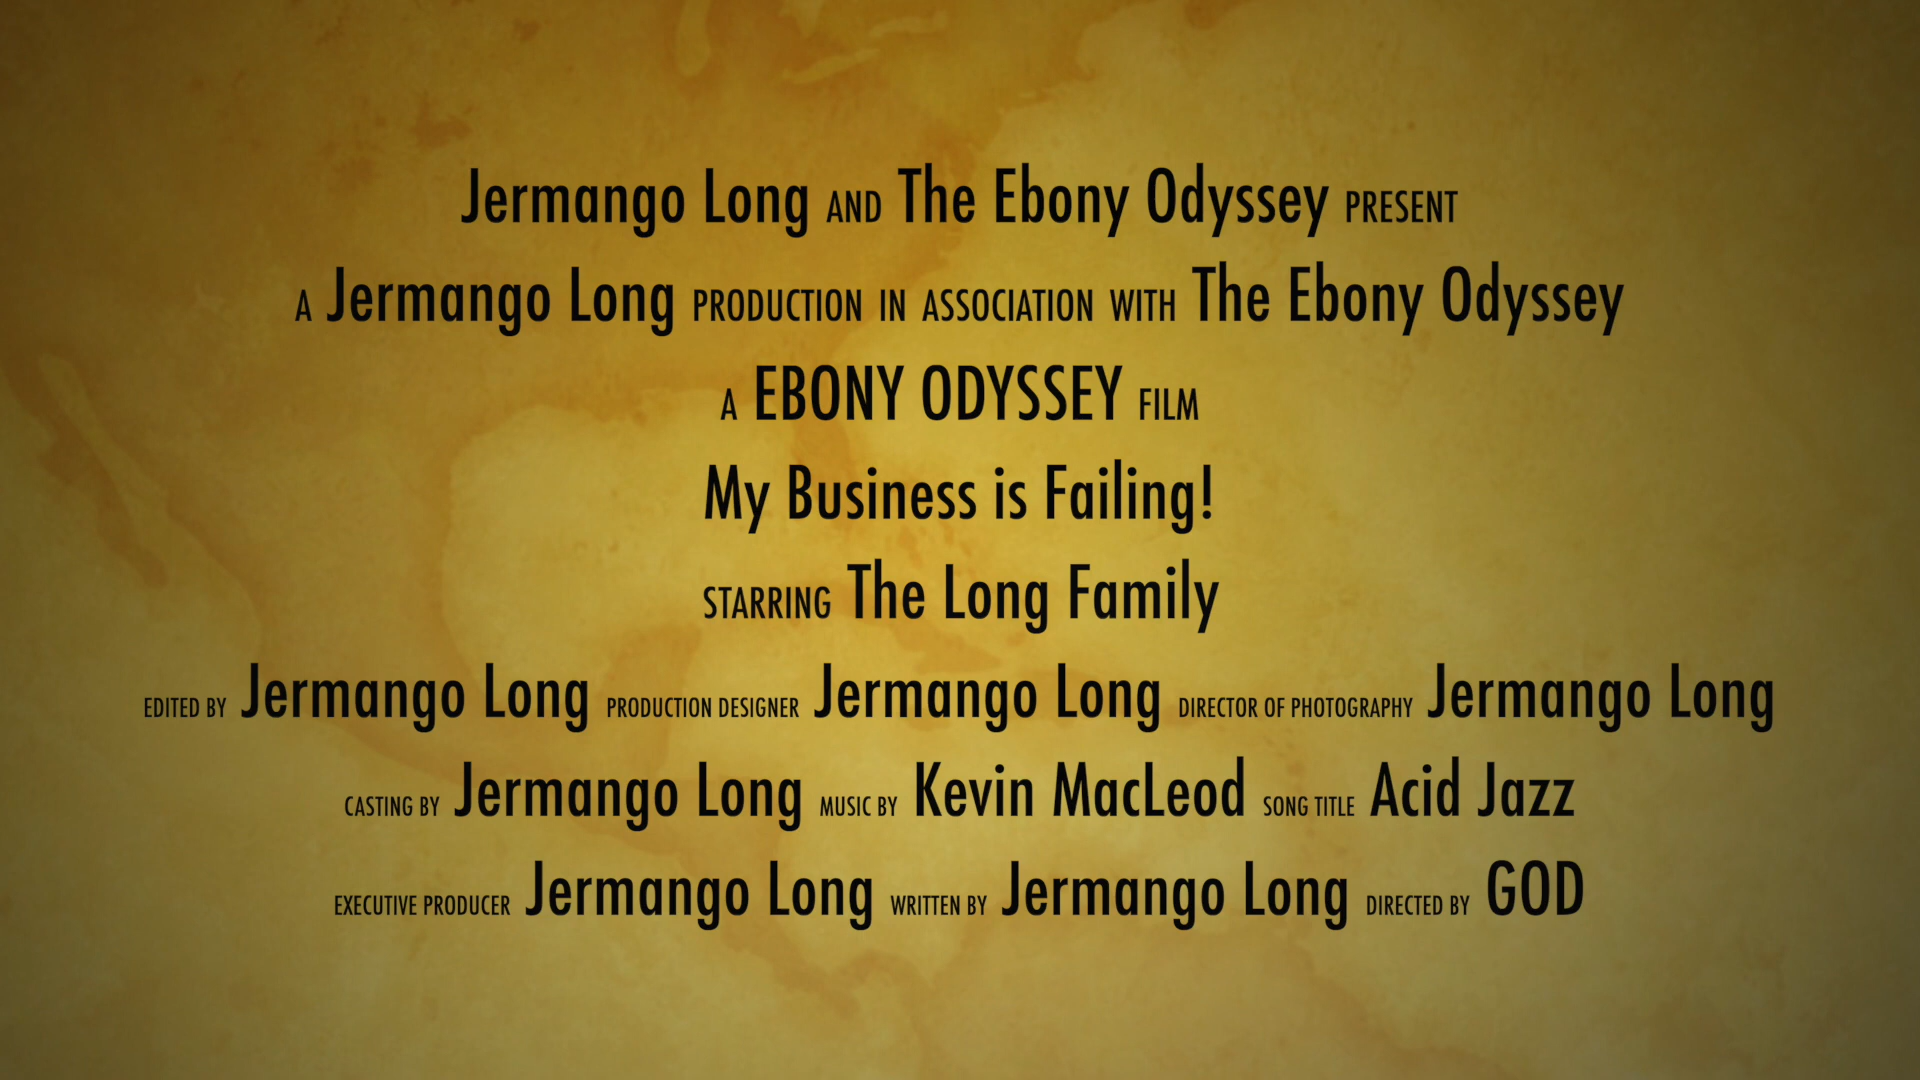 Jermango Long AND The Ebony Odyssey PRESENT
A Jermango Long PRODUCTION IN ASSOCIATION WITH The Ebony Odyssey
A EBONY ODYSSEY FILM
My Business is Failing!
STARRING The Long Family
EDITED BY Jermango Long PRODUCTION DESIGNER Jermango Long DIRECTOR OF PHOTOGRAPHY Jermango Long
CASTING BY Jermango Long MUSIC BY Kevin MacLeod SONG TITLE Acid Jazz
EXECUTIVE PRODUCER Jermango Long WRITTEN BY Jermango Long DIRECTED BY GOD